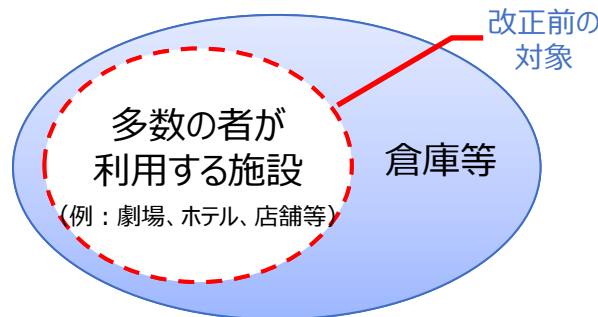 改正前の
対象
多数の者が
利用する施設
（例：劇場、ホテル、店舗等）
倉庫等